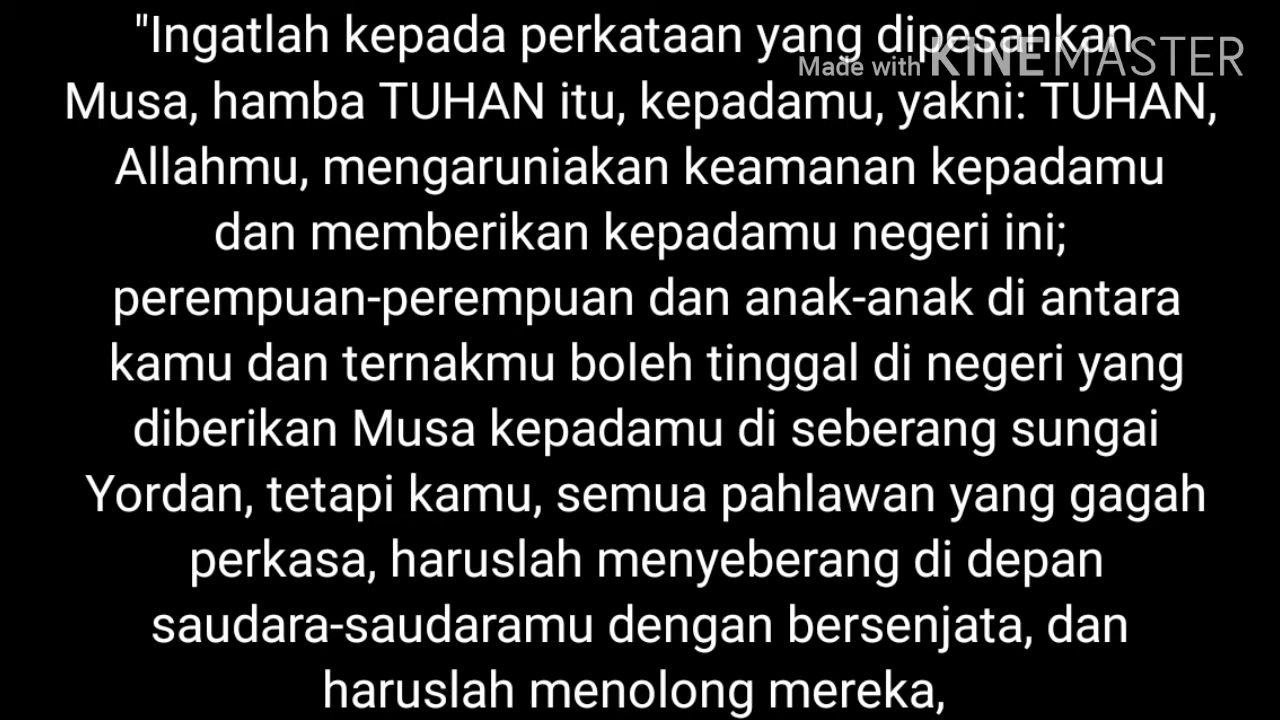 "Ingatlah kepada perkataan yang dipesankan
Made with KINEMASTER
Musa, hamba TUHAN itu, kepadamu, yakni: TUHAN,
Allahmu, mengaruniakan keamanan kepadamu
dan memberikan kepadamu negeri ini;
perempuan-perempuan dan anak-anak di antara
kamu dan ternakmu boleh tinggal di negeri yang
diberikan Musa kepadamu di seberang sungai
Yordan, tetapi kamu, semua pahlawan yang gagah
perkasa, haruslah menyeberang di depan
saudara-saudaramu dengan bersenjata, dan
haruslah menolong mereka,